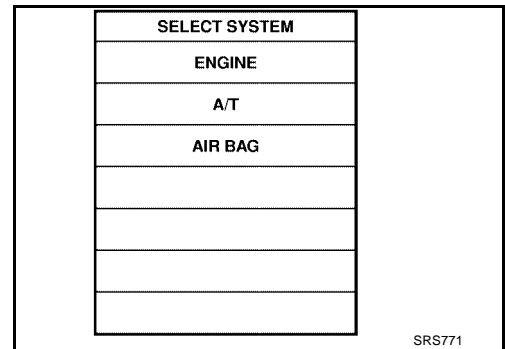 SELECT SYSTEM
ENGINE
A/T
AIR BAG
SRS771